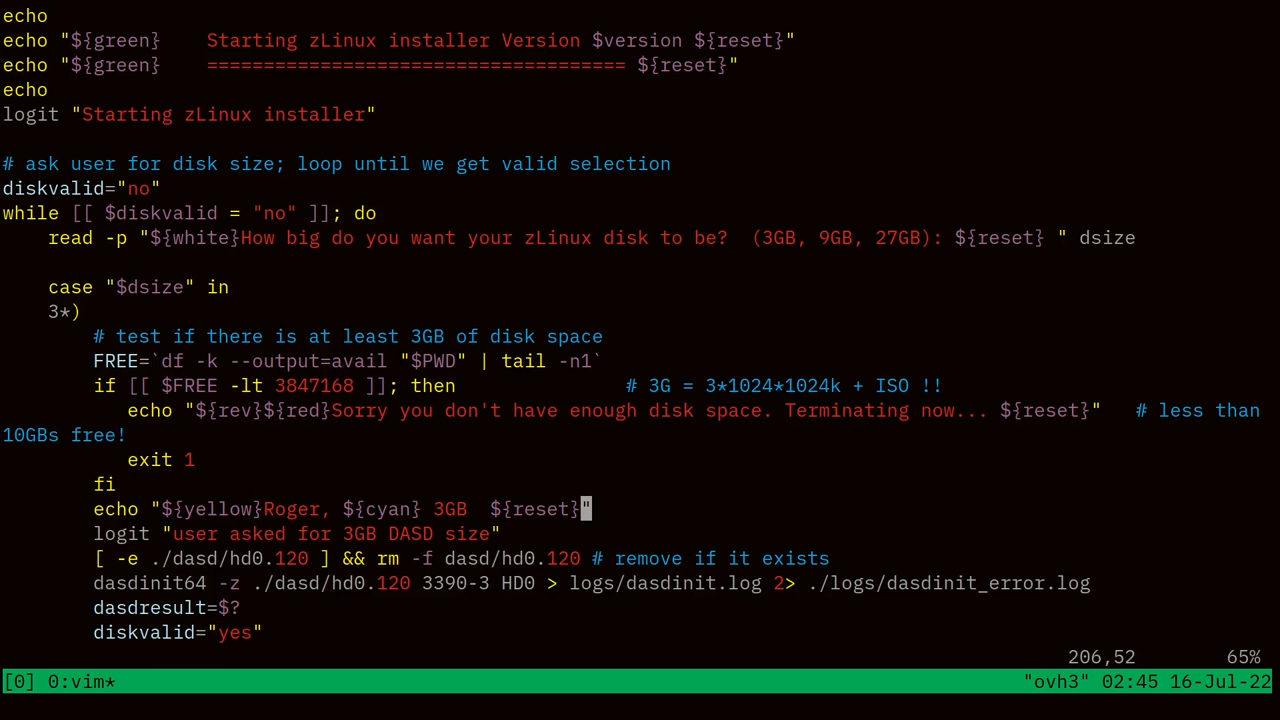 echo
echo "${green}    Starting zLinux installer Version $version ${reset}"
echo "${green}    ===================================== ${reset}"
echo
logit "Starting zLinux installer"

# ask user for disk size; loop until we get valid selection
diskvalid="no"
while [[ $diskvalid = "no" ]]; do
    read -p "${white}How big do you want your zLinux disk to be?  (3GB, 9GB, 27GB): ${reset} " dsize

    case "$dsize" in
    3*)
        # test if there is at least 3GB of disk space
        FREE=`df -k --output=avail "$PWD" | tail -n1`
        if [[ $FREE -lt 3847168 ]]; then               # 3G = 3*1024*1024k + ISO !!
           echo "${rev}${red}Sorry you don't have enough disk space. Terminating now... ${reset}"   # less than
10GBs free!
           exit 1
        fi
        echo "${yellow}Roger, ${cyan} 3GB  ${reset}"
        logit "user asked for 3GB DASD size"
        [ -e ./dasd/hd0.120 ] && rm -f dasd/hd0.120 # remove if it exists
        dasdinit64 -z ./dasd/hd0.120 3390-3 HD0 > logs/dasdinit.log 2> ./logs/dasdinit_error.log
        dasdresult=$?
        diskvalid="yes"
206,52        65%
[0] 0:vim*    "ovh3" 02:45 16-Jul-22